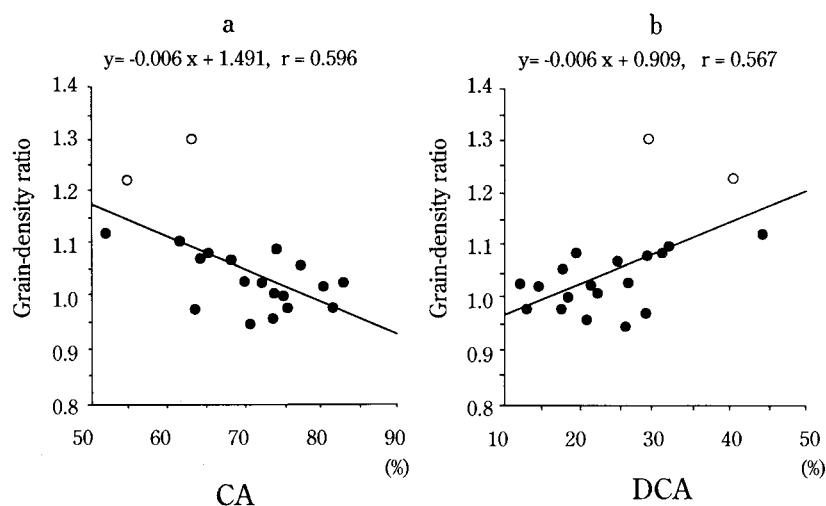 a
y= -0.006 x + 1.491, r = 0.596
Grain-density ratio
1.4
1.3
1.2
1.1
1.0
0.9
0.8
50 60 70 80 90
(%)
CA
b
y= -0.006 x + 0.909, r = 0.567
Grain-density ratio
1.4
1.3
1.2
1.1
1.0
0.9
0.8
10 20 30 40 50
(%)
DCA